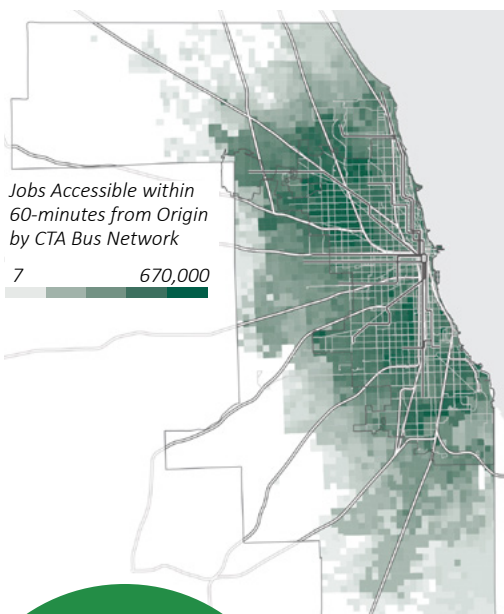 Jobs Accessible within
60-minutes from Origin
by CTA Bus Network
7 670,000